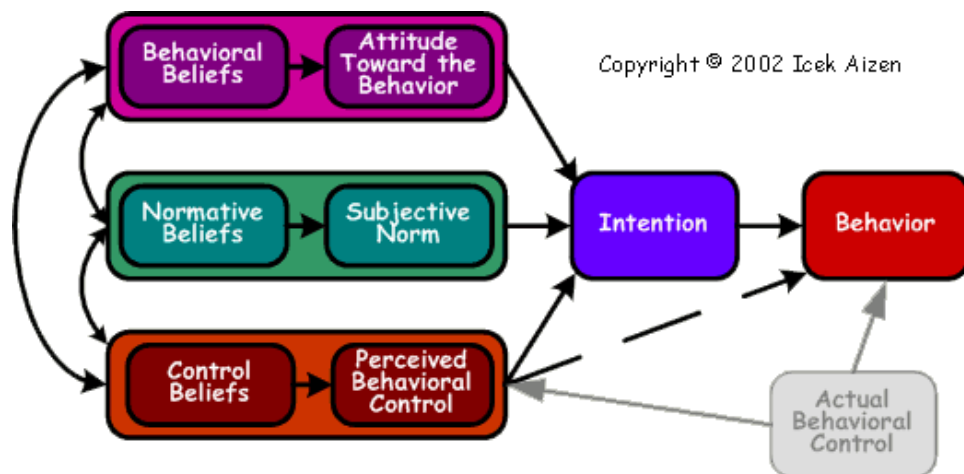 Behavioral
Beliefs
Attitude
Toward the
Behavior
Copyright © 2002 Icek Aizen
Normative
Beliefs
Subjective
Norm
Intention
Behavior
Control
Beliefs
Perceived
Behavioral
Control
Actual
Behavioral
Control